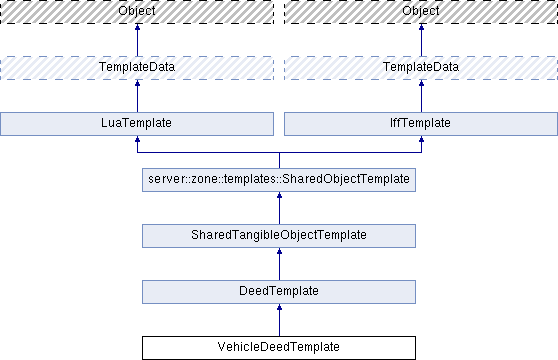 Object Object
TemplateData TemplateData
LuaTemplate IffTemplate
server::zone::templates::SharedObjectTemplate
SharedTangibleObjectTemplate
DeedTemplate
VehicleDeedTemplate